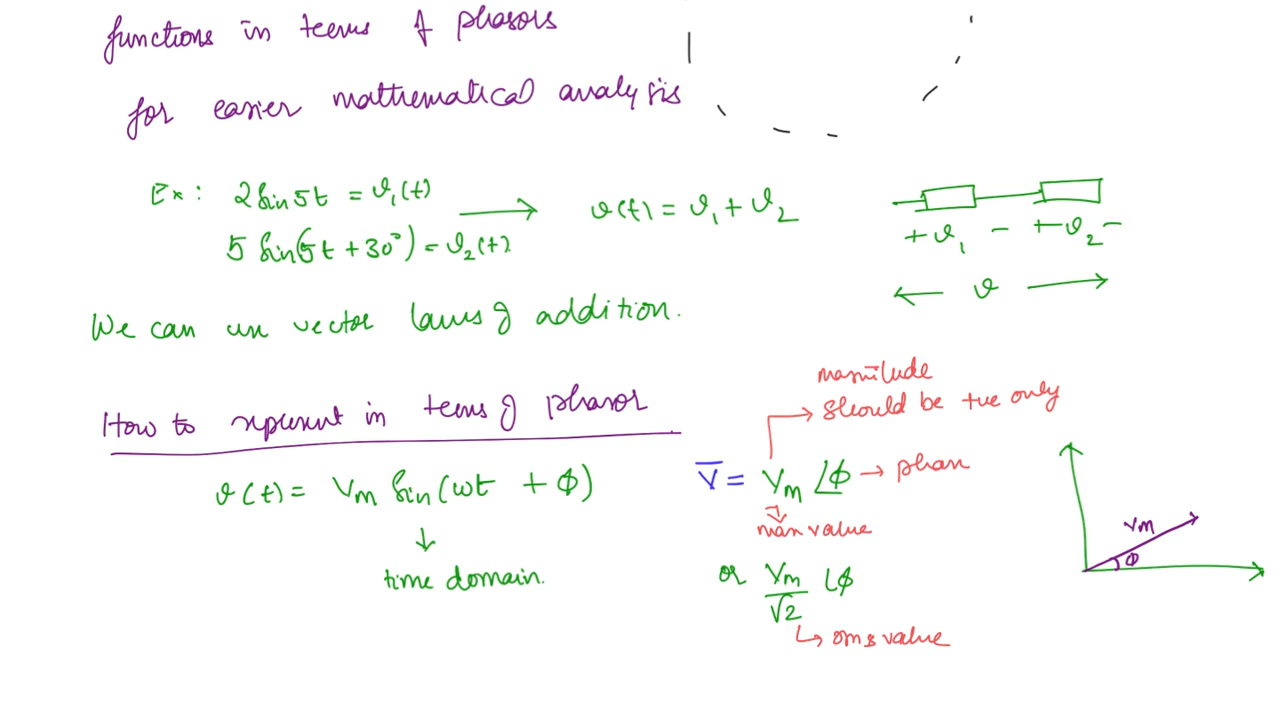 functions in terms of phasors
for easier mathematical analysis
Ex: 2 sin 5t = v₁(t)
5 sin(5t + 30°) = v₂(t)
v(t) = v₁ + v₂
+ v₁ - + v₂ -
v
We can use vector laws of addition.
How to represent in terms of phasor
v(t) = Vm sin(ωt + φ)
time domain.
magnitude
should be +ve only
V̅ = Vm ∠φ → phase
max value
or Vm/√2 ∠φ
rms value
Vm
φ